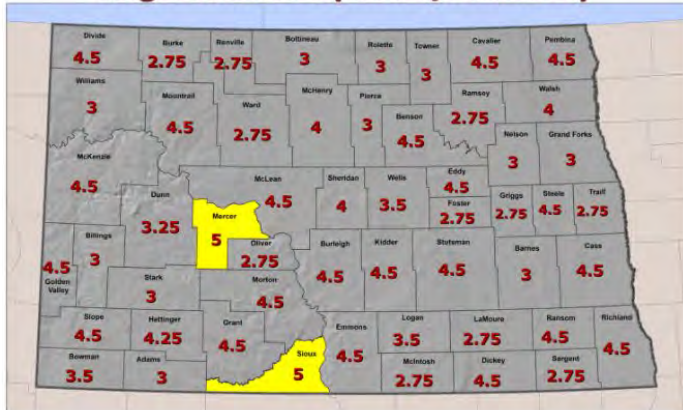 Divide
4.5
Burke
2.75
Renville
2.75
Bottineau
3
Rolette
3
Towner
3
Cavalier
4.5
Pembina
4.5
Williams
3
Mountrail
4.5
Ward
2.75
McHenry
4
Pierce
3
Benson
4.5
Ramsey
2.75
Walsh
4
Nelson
3
Grand Forks
3
McKenzie
4.5
Dunn
3.25
Mercer
5
McLean
4.5
Sheridan
4
Wells
3.5
Eddy
4.5
Foster
2.75
Griggs
2.75
Steele
4.5
Traill
2.75
Billings
3
4.5
Golden
Valley
Stark
3
Oliver
2.75
Morton
4.5
Burleigh
4.5
Kidder
4.5
Stutsman
4.5
Barnes
3
Cass
4.5
Slope
4.5
Hettinger
4.25
Grant
4.5
Sioux
5
Emmons
4.5
Logan
3.5
LaMoure
2.75
Ransom
4.5
Richland
4.5
Bowman
3.5
Adams
3
McIntosh
2.75
Dickey
4.5
Sargent
2.75